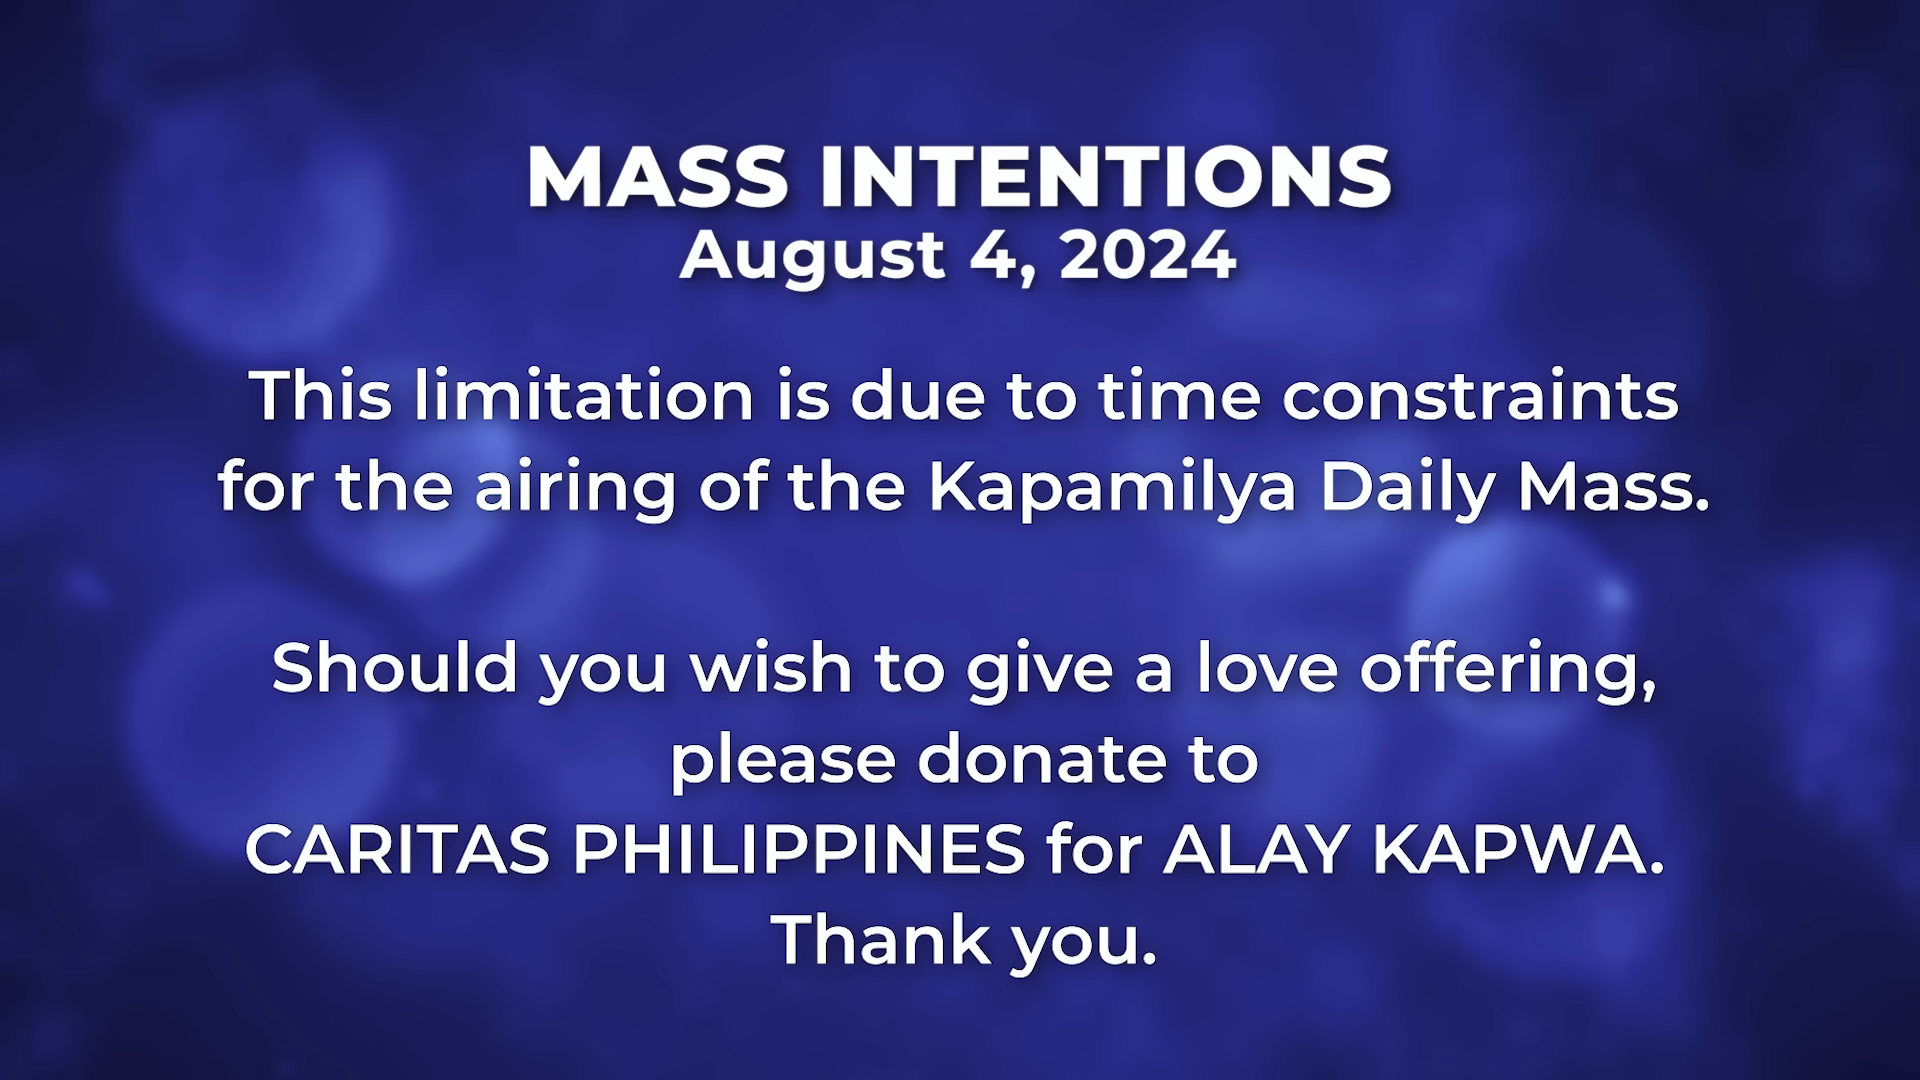 MASS INTENTIONS
August 4, 2024
This limitation is due to time constraints
for the airing of the Kapamilya Daily Mass.
Should you wish to give a love offering,
please donate to
CARITAS PHILIPPINES for ALAY KAPWA.
Thank you.